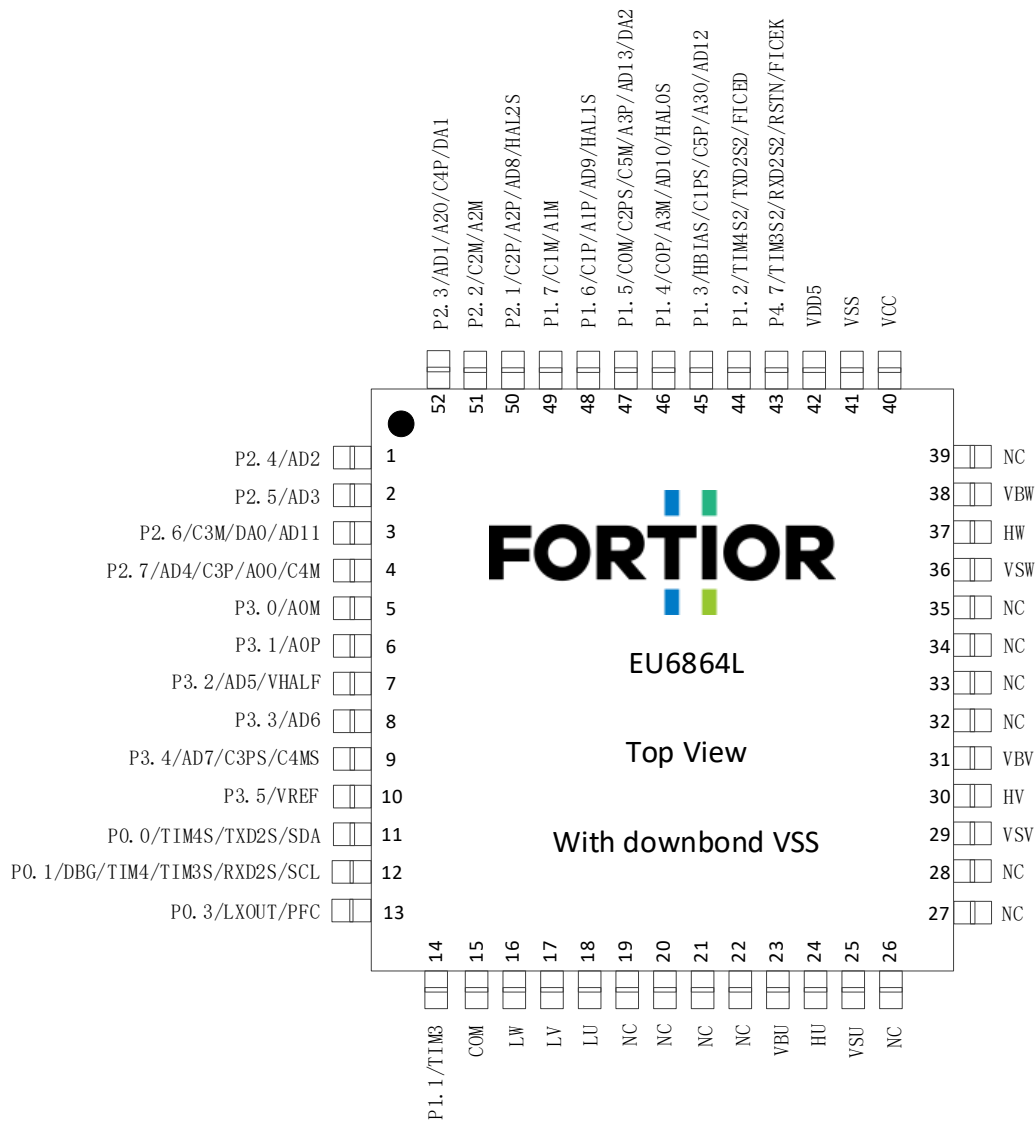 P2.3/AD1/A2O/C4P/DA1
P2.2/C2M/A2M
P2.1/C2P/A2P/AD8/HAL2S
P1.7/C1M/A1M
P1.6/C1P/A1P/AD9/HAL1S
P1.5/C0M/C2PS/C5M/A3P/AD13/DA2
P1.4/C0P/A3M/AD10/HAL0S
P1.3/HBIAS/C1PS/C5P/A3O/AD12
P1.2/TIM4S2/TXD2S2/FICED
P4.7/TIM3S2/RXD2S2/RSTN/FICEK
VDD5
VSS
VCC
52
51
50
49
48
47
46
45
44
43
42
41
40
P2.4/AD2 1
P2.5/AD3 2
P2.6/C3M/DA0/AD11 3
P2.7/AD4/C3P/A0O/C4M 4
P3.0/A0M 5
P3.1/A0P 6
P3.2/AD5/VHALF 7
P3.3/AD6 8
P3.4/AD7/C3PS/C4MS 9
P3.5/VREF 10
P0.0/TIM4S/TXD2S/SDA 11
P0.1/DBG/TIM4/TIM3S/RXD2S/SCL 12
P0.3/LXOUT/PFC 13
FORTIOR
EU6864L
Top View
With downbond VSS
39 NC
38 VBW
37 HW
36 VSW
35 NC
34 NC
33 NC
32 NC
31 VBV
30 HV
29 VSV
28 NC
27 NC
14
15
16
17
18
19
20
21
22
23
24
25
26
P1.1/TIM3
COM
LW
LV
LU
NC
NC
NC
NC
VBU
HU
VSU
NC